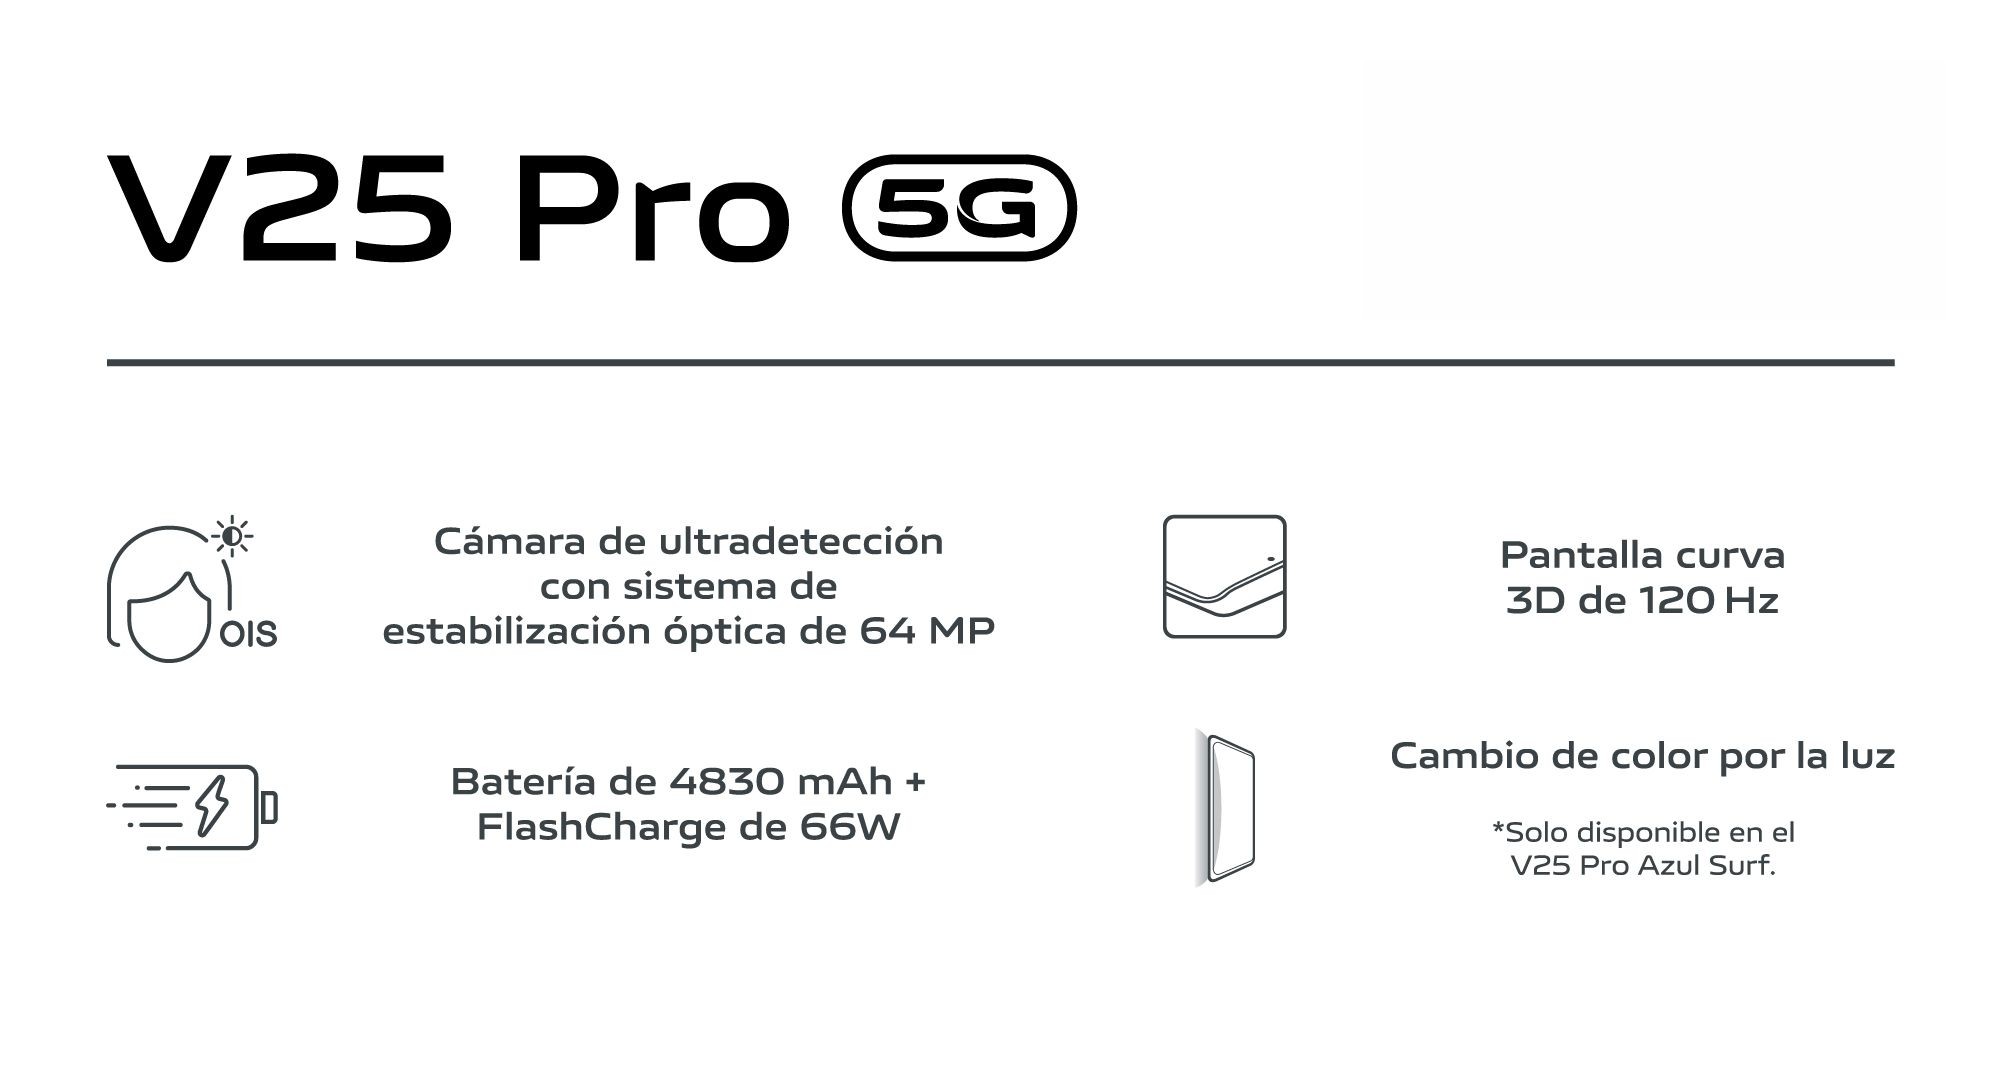 V25 Pro 5G
OIS
Cámara de ultradetección
con sistema de
estabilización óptica de 64 MP
Pantalla curva
3D de 120 Hz
Batería de 4830 mAh +
FlashCharge de 66W
Cambio de color por la luz
*Solo disponible en el
V25 Pro Azul Surf.